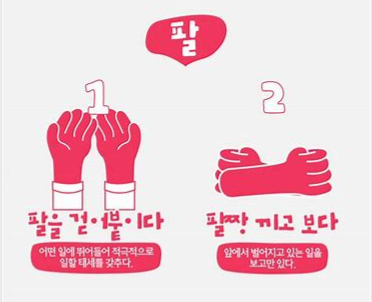 팔
1
2
팔을 걷어붙이다
팔짱 끼고 보다
어떤 일에 뛰어들어 적극적으로
일할 태세를 갖추다.
앞에서 벌어지고 있는 일을
보고만 있다.